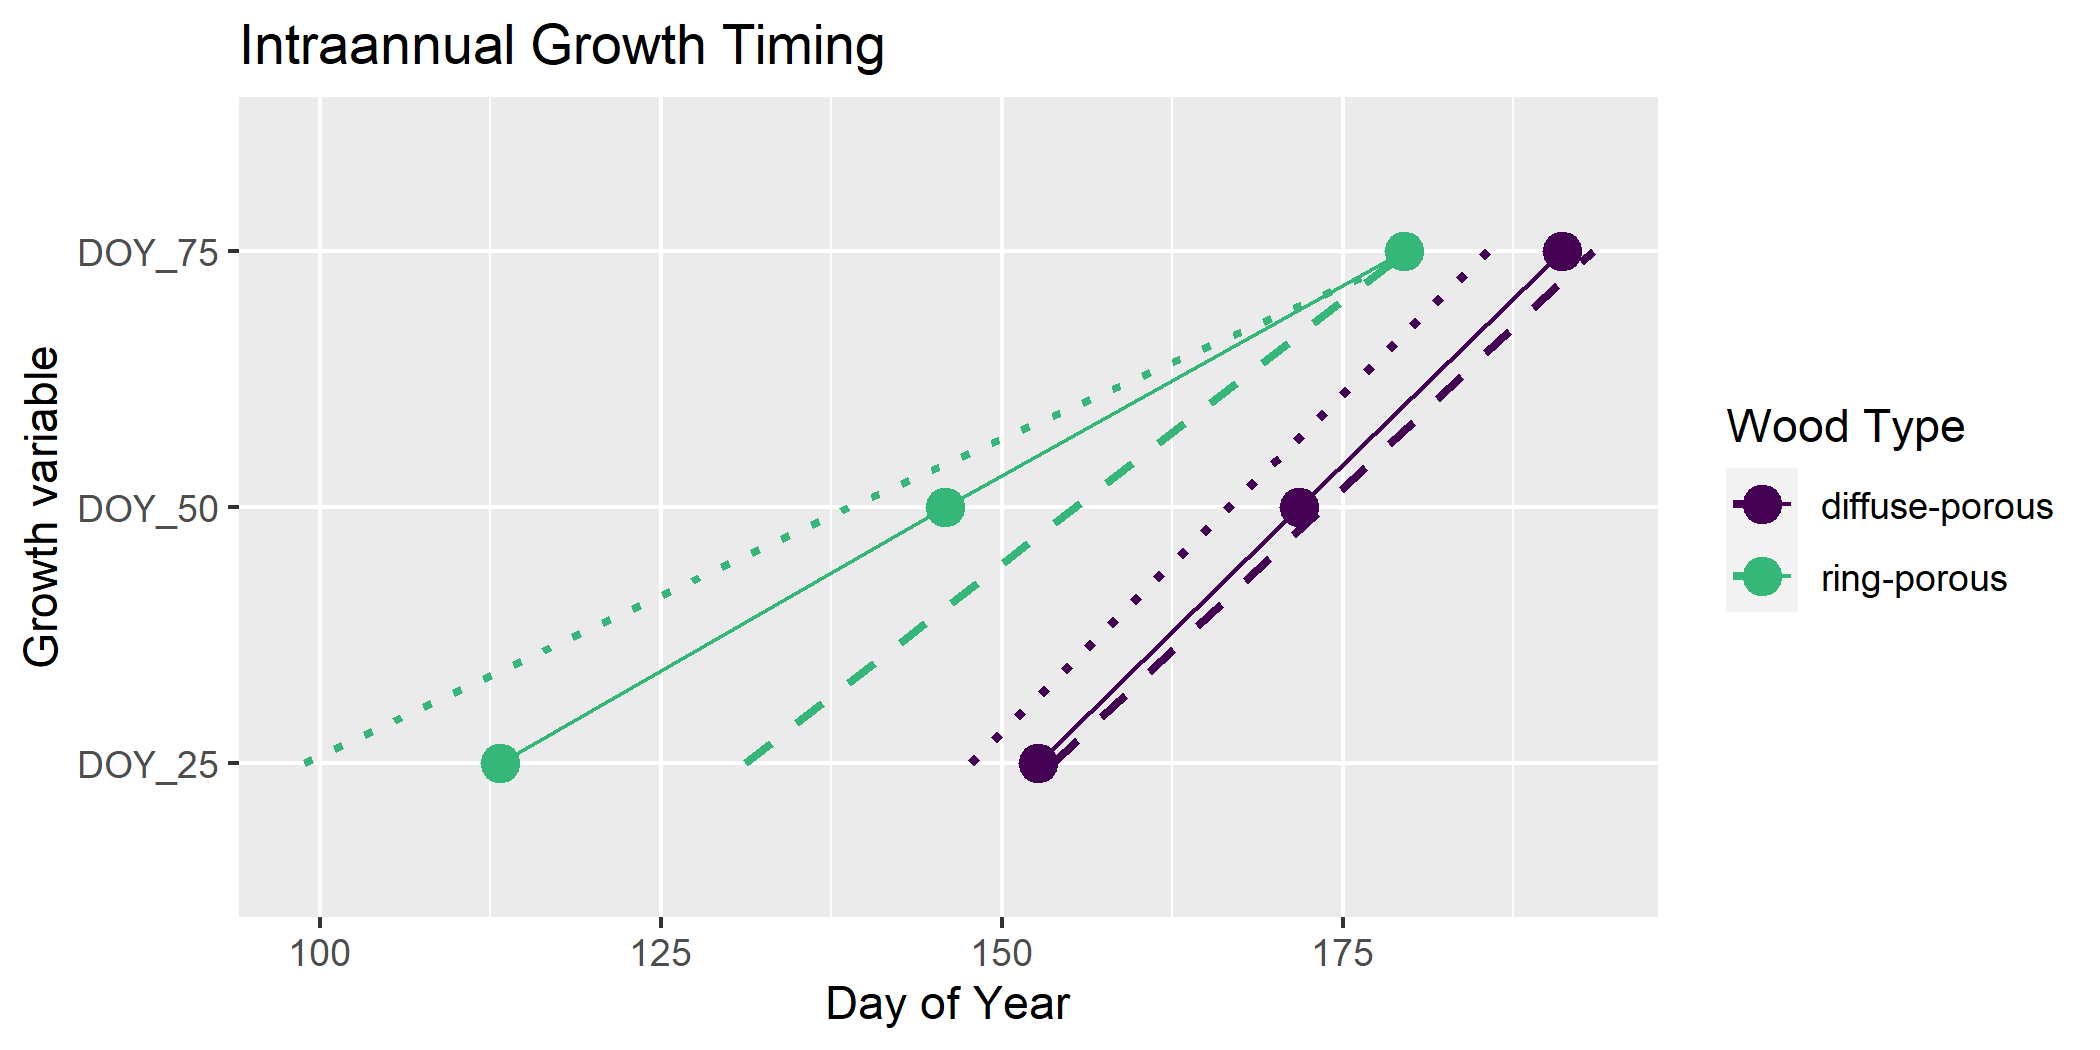 Intraannual Growth Timing
Growth variable
DOY_75
DOY_50
DOY_25
100
125
150
175
Day of Year
Wood Type
diffuse-porous
ring-porous